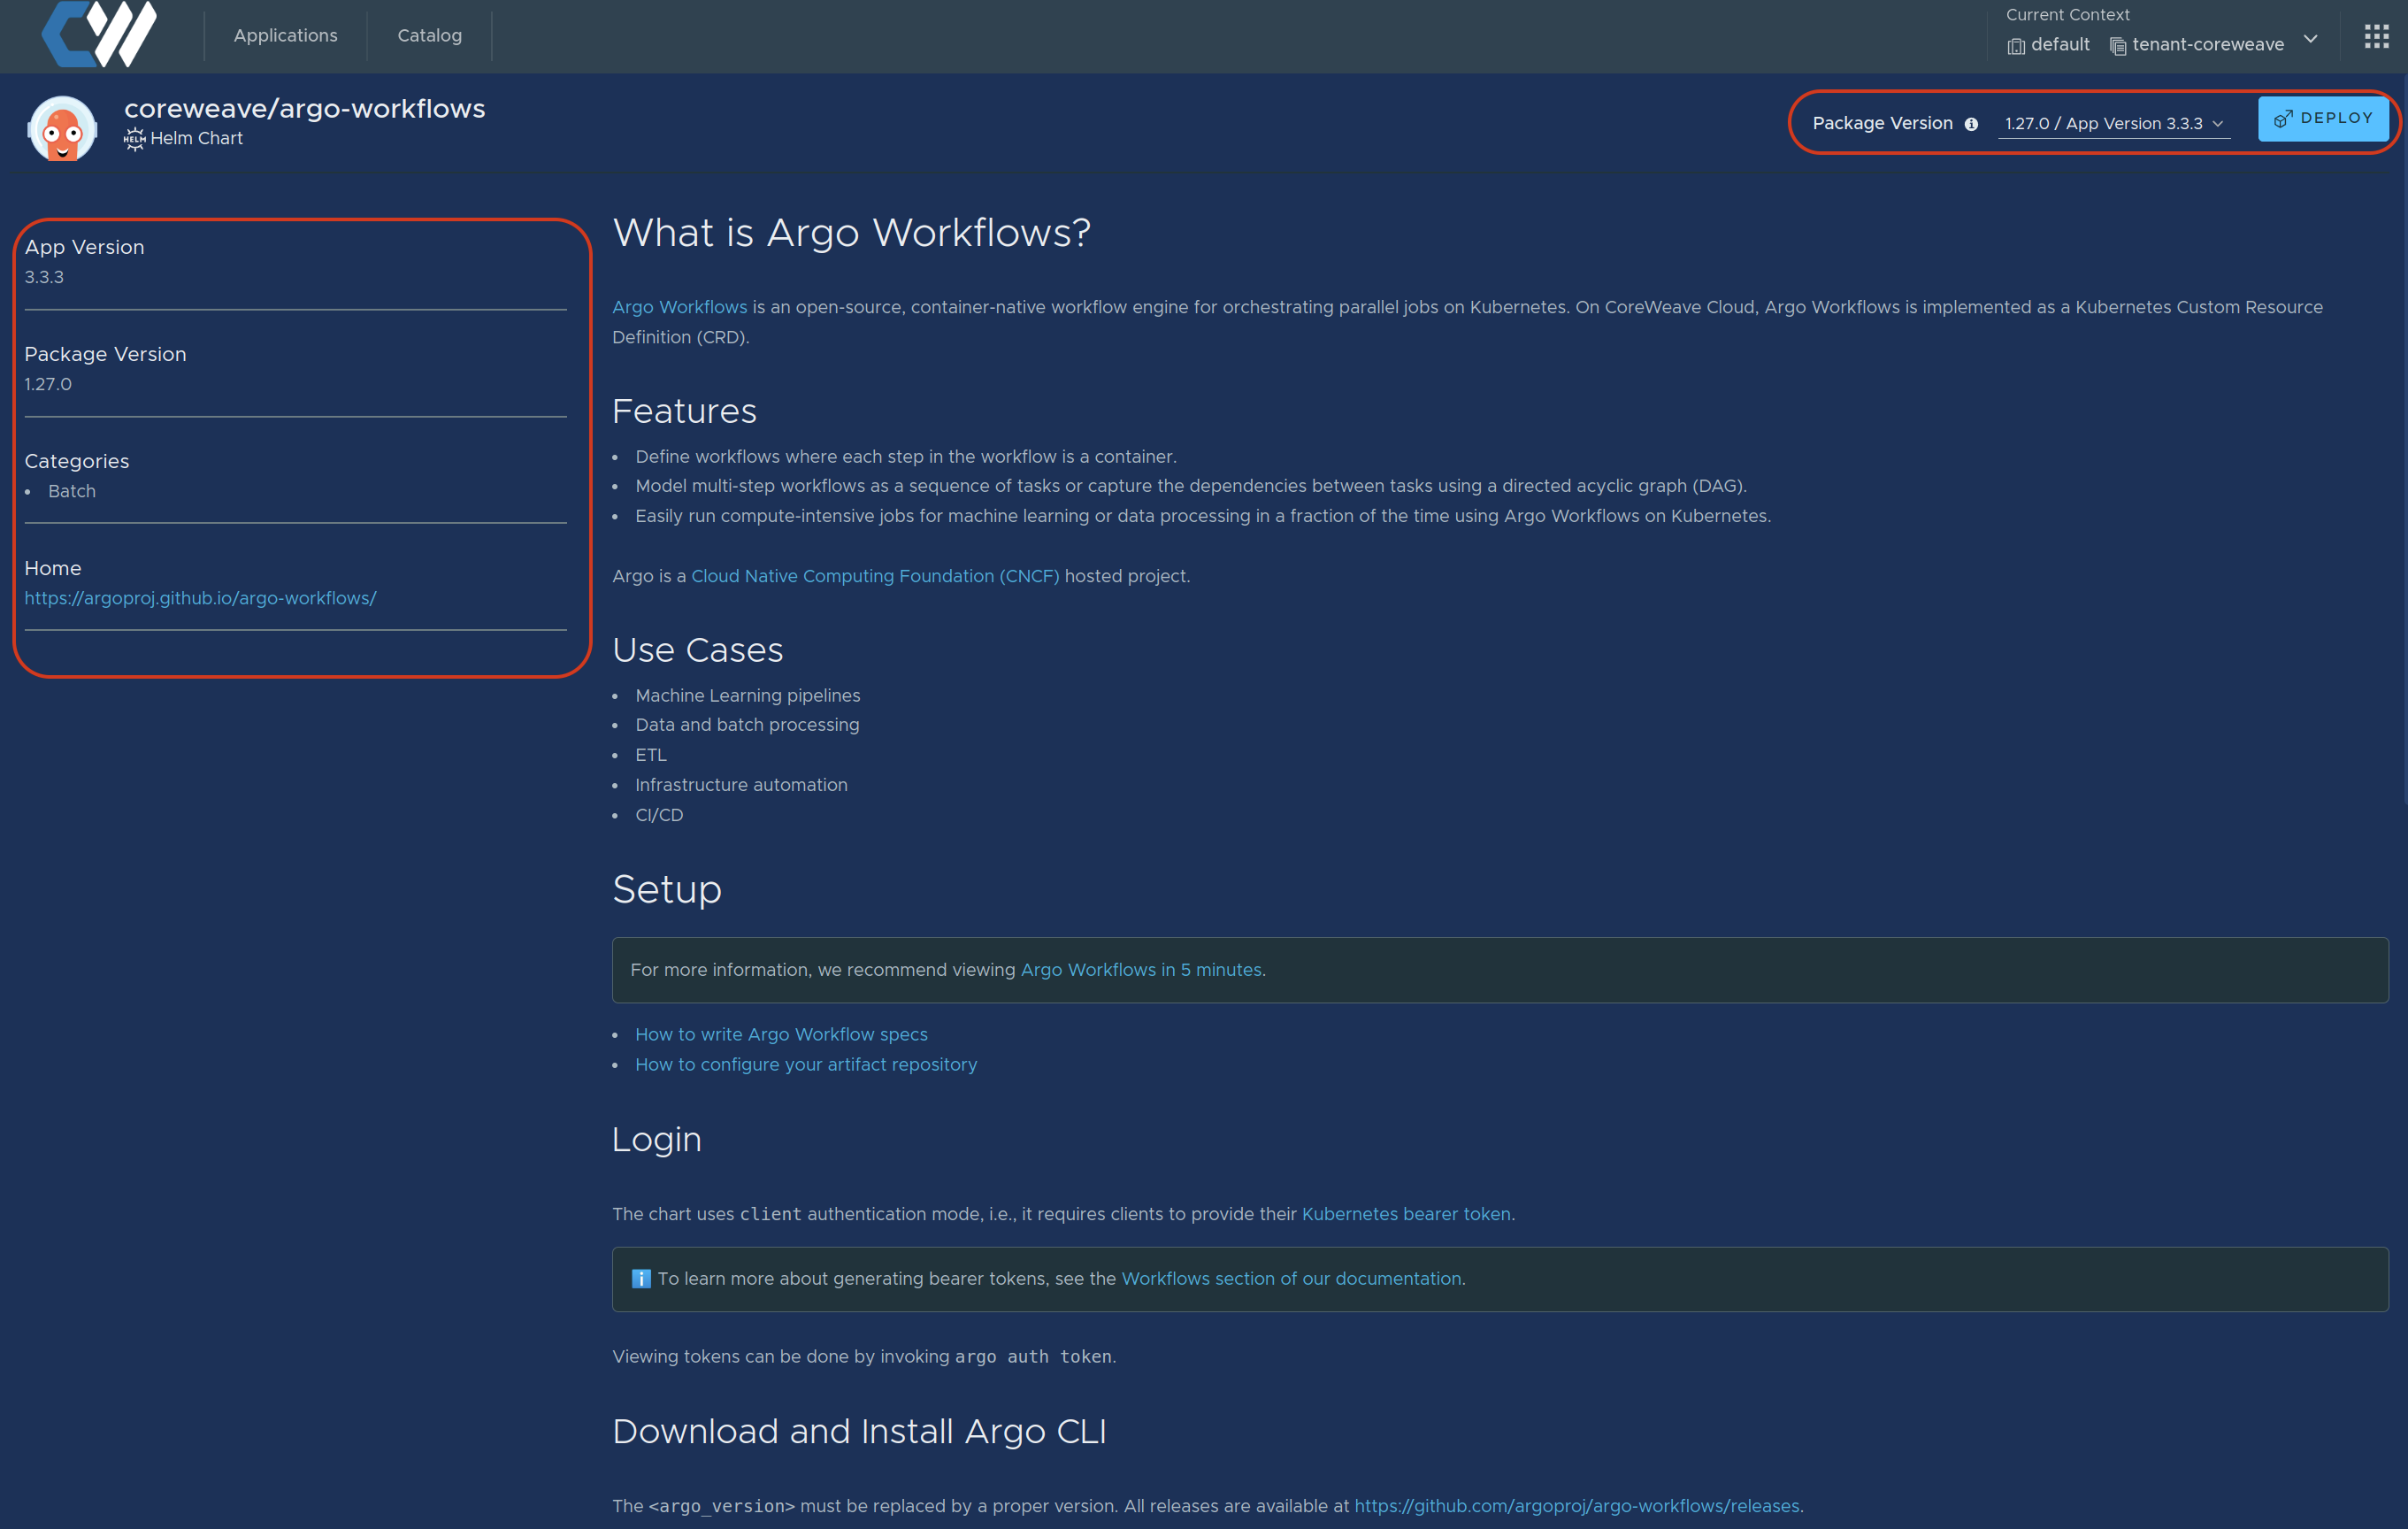 CW
Applications
Catalog
Current Context
default
tenant-coreweave
coreweave/argo-workflows
HELM Helm Chart
Package Version
1.27.0 / App Version 3.3.3
DEPLOY
App Version
3.3.3
Package Version
1.27.0
Categories
• Batch
Home
https://argoproj.github.io/argo-workflows/
What is Argo Workflows?
Argo Workflows is an open-source, container-native workflow engine for orchestrating parallel jobs on Kubernetes. On CoreWeave Cloud, Argo Workflows is implemented as a Kubernetes Custom Resource
Definition (CRD).
Features
• Define workflows where each step in the workflow is a container.
• Model multi-step workflows as a sequence of tasks or capture the dependencies between tasks using a directed acyclic graph (DAG).
• Easily run compute-intensive jobs for machine learning or data processing in a fraction of the time using Argo Workflows on Kubernetes.
Argo is a Cloud Native Computing Foundation (CNCF) hosted project.
Use Cases
• Machine Learning pipelines
• Data and batch processing
• ETL
• Infrastructure automation
• CI/CD
Setup
For more information, we recommend viewing Argo Workflows in 5 minutes.
• How to write Argo Workflow specs
• How to configure your artifact repository
Login
The chart uses client authentication mode, i.e., it requires clients to provide their Kubernetes bearer token.
ℹ️ To learn more about generating bearer tokens, see the Workflows section of our documentation.
Viewing tokens can be done by invoking argo auth token.
Download and Install Argo CLI
The <argo_version> must be replaced by a proper version. All releases are available at https://github.com/argoproj/argo-workflows/releases.